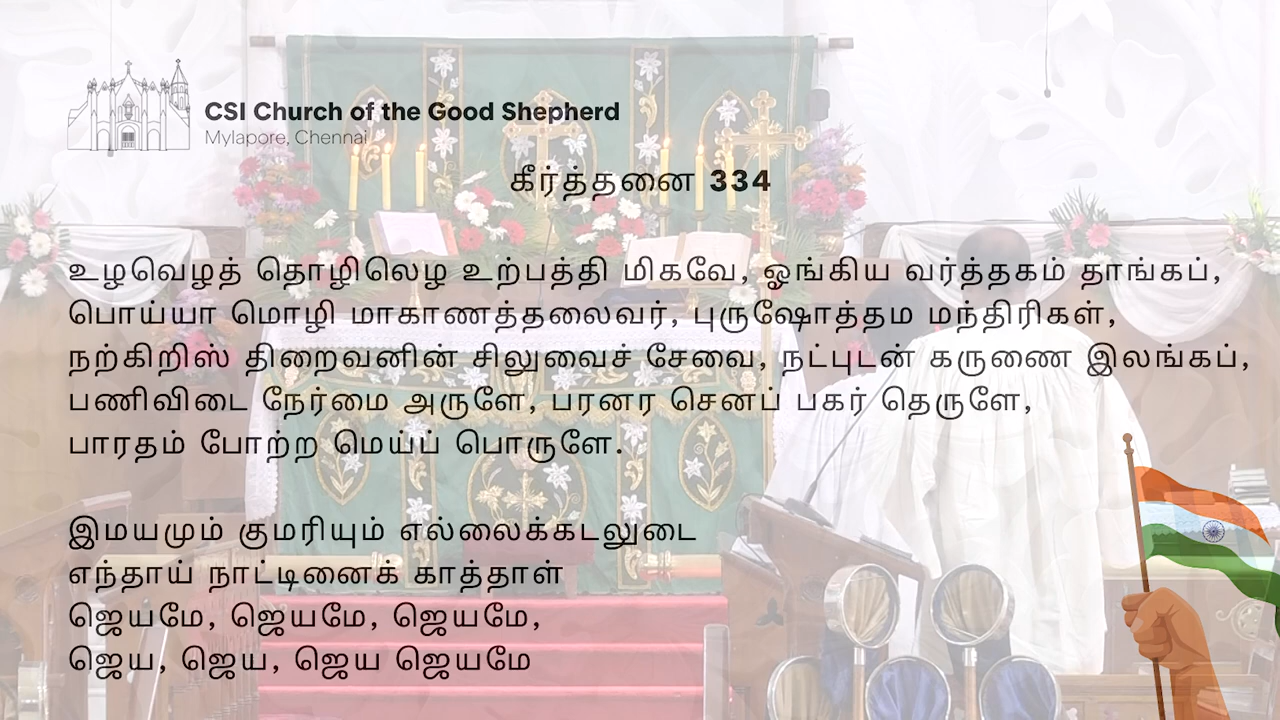 CSI Church of the Good Shepherd
Mylapore, Chennai
கீர்த்தனை 334
உழவெழத் தொழிலெழ உற்பத்தி மிகவே, ஓங்கிய வர்த்தகம் தாங்கப்,
பொய்யா மொழி மாகாணத்தலைவர், புருஷோத்தம மந்திரிகள்,
நற்கிறிஸ் திறைவனின் சிலுவைச் சேவை, நட்புடன் கருணை இலங்கப்,
பணிவிடை நேர்மை அருளே, பரனர செனப் பகர் தெருளே,
பாரதம் போற்ற மெய்ப் பொருளே.
இமயமும் குமரியும் எல்லைக்கடலுடை
எந்தாய் நாட்டினைக் காத்தாள்
ஜெயமே, ஜெயமே, ஜெயமே,
ஜெய, ஜெய, ஜெய ஜெயமே